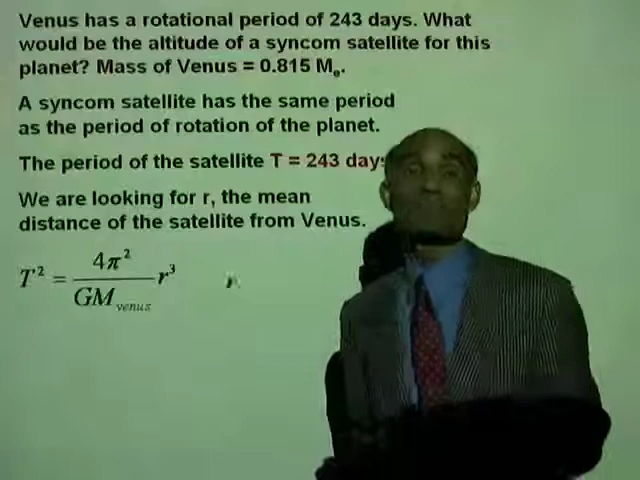 Venus has a rotational period of 243 days. What
would be the altitude of a syncom satellite for this
planet? Mass of Venus = 0.815 Mₑ.
A syncom satellite has the same period
as the period of rotation of the planet.
The period of the satellite T = 243 days
We are looking for r, the mean
distance of the satellite from Venus.
T² = 4π² / GM venus r³